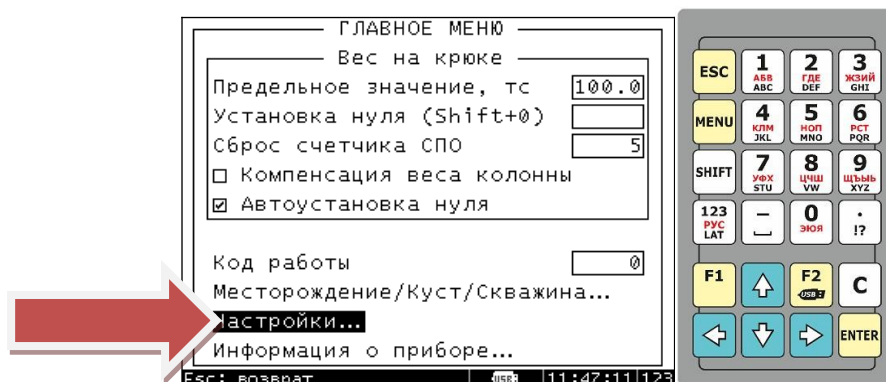 ГЛАВНОЕ МЕНЮ
Вес на крюке
Предельное значение, тс 100.0
Установка нуля (Shift+0)
Сброс счетчика СПО 5
Компенсация веса колонны
Автоустановка нуля
Код работы 0
Месторождение/Куст/Скважина...
Настройки...
Информация о приборе...
Esc: возврат USB 11:47:11 123
ESC 1 АБВ ABC 2 ГДЕ DEF 3 ЖЗИЙ GHI
MENU 4 КЛМ JKL 5 НОП MNO 6 РСТ PQR
SHIFT 7 УФХ STU 8 ЦЧШ VW 9 ЩЪЫЬ XYZ
123 РУС LAT – 0 ЭЮЯ . !?
F1 F2 USB C
ENTER